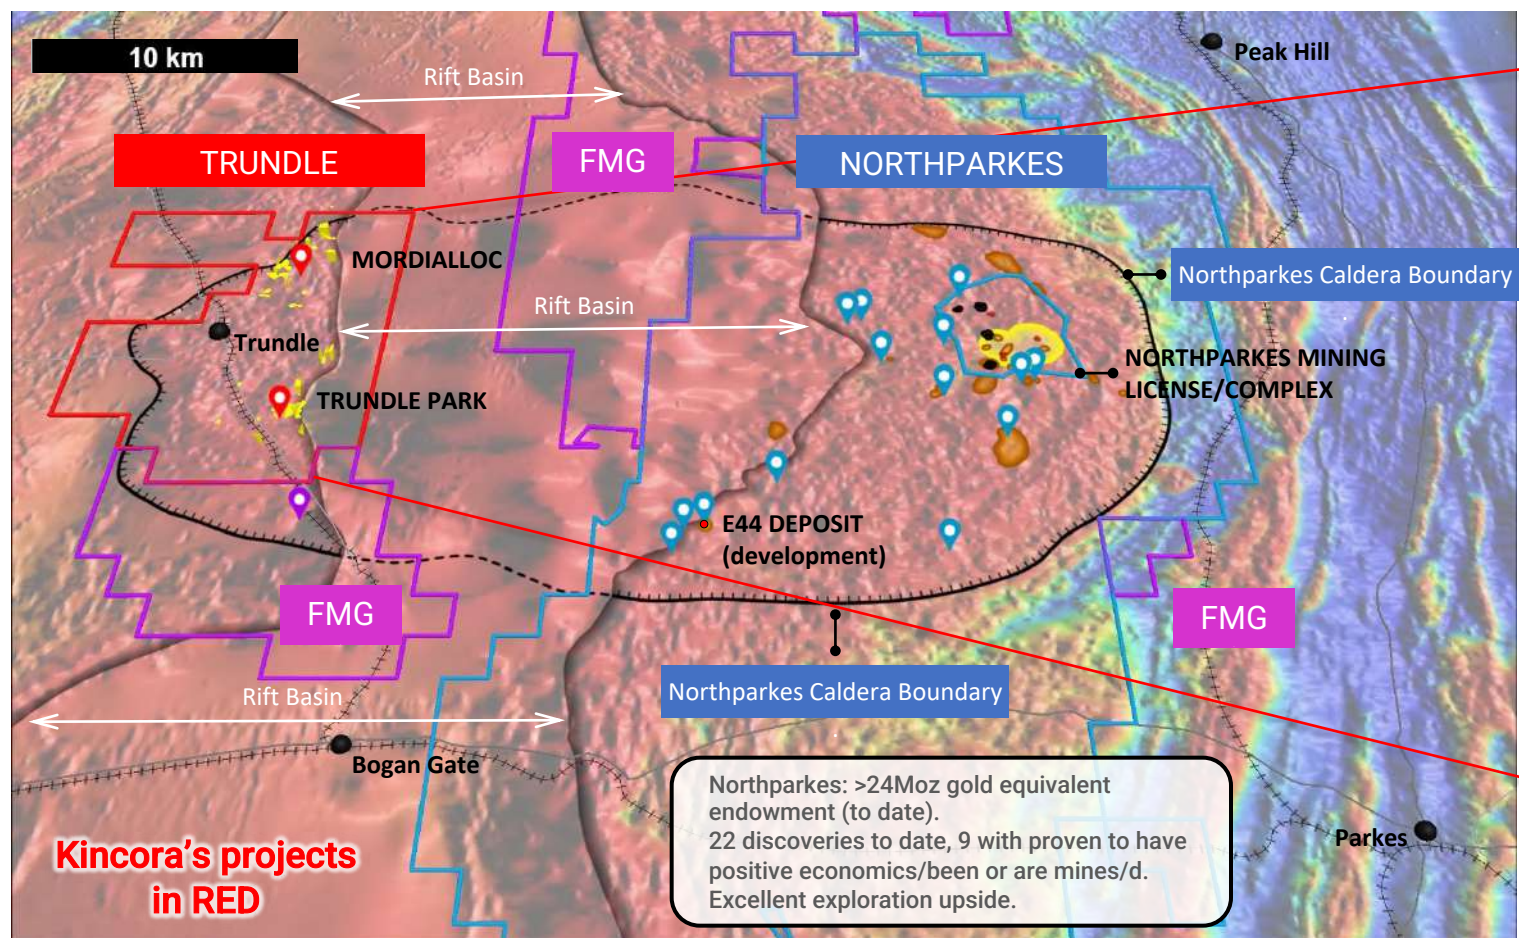 10 km
Peak Hill
Rift Basin
TRUNDLE
FMG
NORTHPARKES
MORDIALLOC
Northparkes Caldera Boundary
Rift Basin
Trundle
NORTHPARKES MINING
LICENSE/COMPLEX
TRUNDLE PARK
E44 DEPOSIT
(development)
FMG
FMG
Rift Basin
Northparkes Caldera Boundary
Bogan Gate
Northparkes: >24Moz gold equivalent
endowment (to date).
22 discoveries to date, 9 with proven to have
positive economics/been or are mines/d.
Excellent exploration upside.
Parkes
Kincora’s projects
in RED